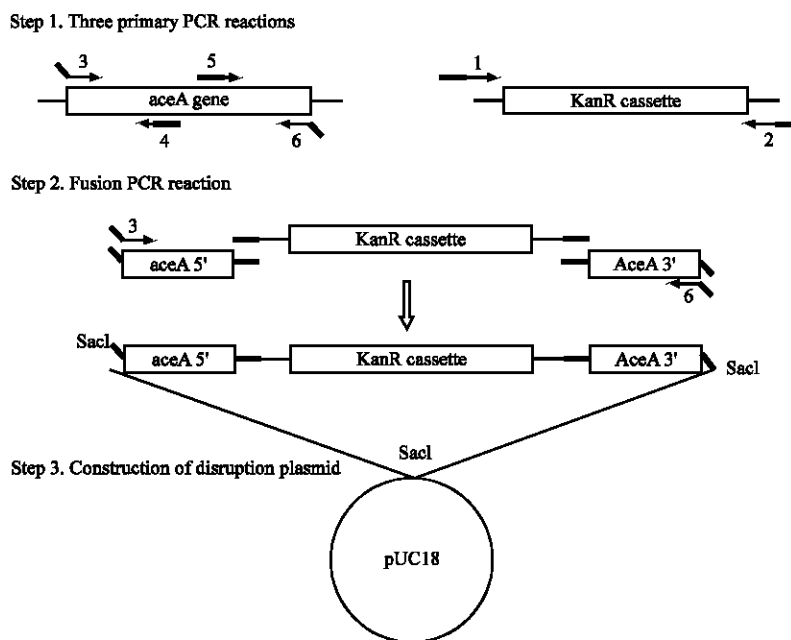 Step 1. Three primary PCR reactions
3 5 1
aceA gene KanR cassette
4 6 2
Step 2. Fusion PCR reaction
3
KanR cassette
aceA 5' AceA 3'
6
SacI aceA 5' KanR cassette AceA 3' SacI
SacI
Step 3. Construction of disruption plasmid
pUC18